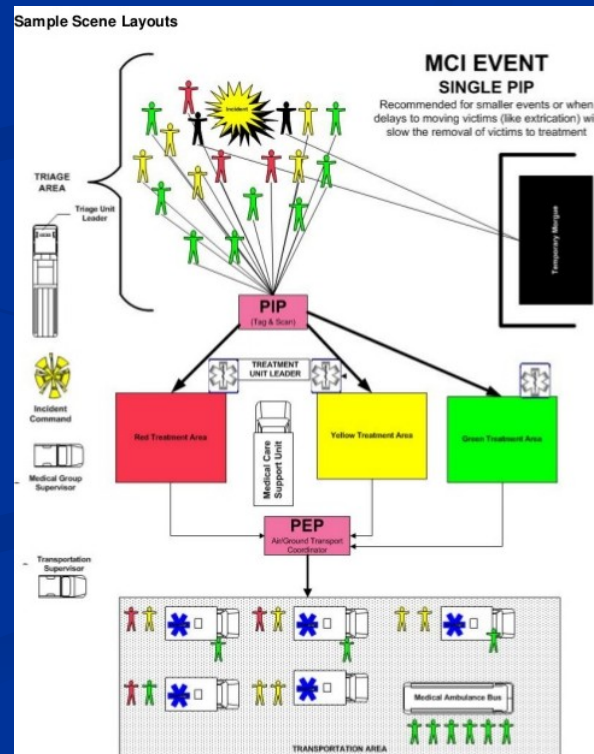 Sample Scene Layouts
MCI EVENT
SINGLE PIP
Recommended for smaller events or when
delays to moving victims (like extrication) wi
slow the removal of victims to treatment
Incident
TRIAGE
AREA
Triage Unit
Leader
Temporary Morgue
PIP
(Tag & Scan)
TREATMENT
UNIT LEADER
Incident
Command
Red Treatment Area
Medical Care
Support Unit
Yellow Treatment Area
Green Treatment Area
Medical Group
Supervisor
PEP
Air/Ground Transport
Coordinator
Transportation
Supervisor
Medical Ambulance Bus
TRANSPORTATION AREA